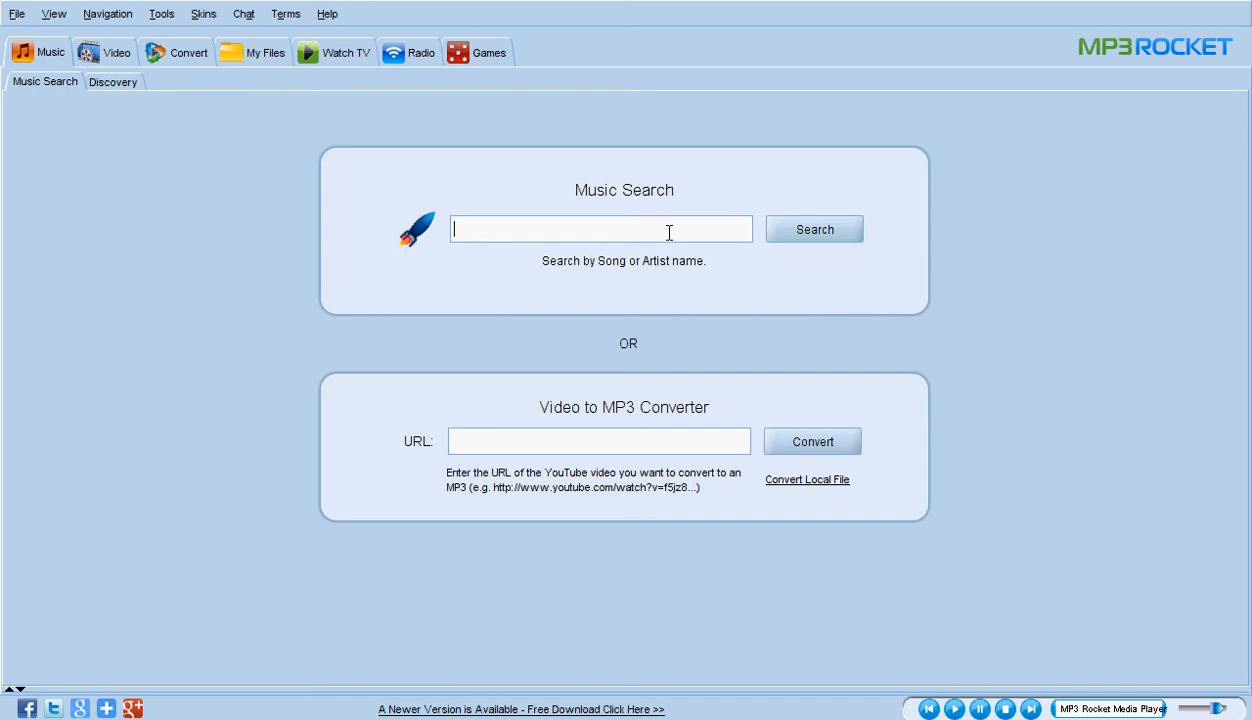 File View Navigation Tools Skins Chat Terms Help
Music Video Convert My Files Watch TV Radio Games
MP3ROCKET
Music Search Discovery
Music Search
Search
Search by Song or Artist name.
OR
Video to MP3 Converter
URL:
Convert
Enter the URL of the YouTube video you want to convert to an
MP3 (e.g. http://www.youtube.com/watch?v=f5jz8...)
Convert Local File
A Newer Version is Available - Free Download Click Here >>
MP3 Rocket Media Player